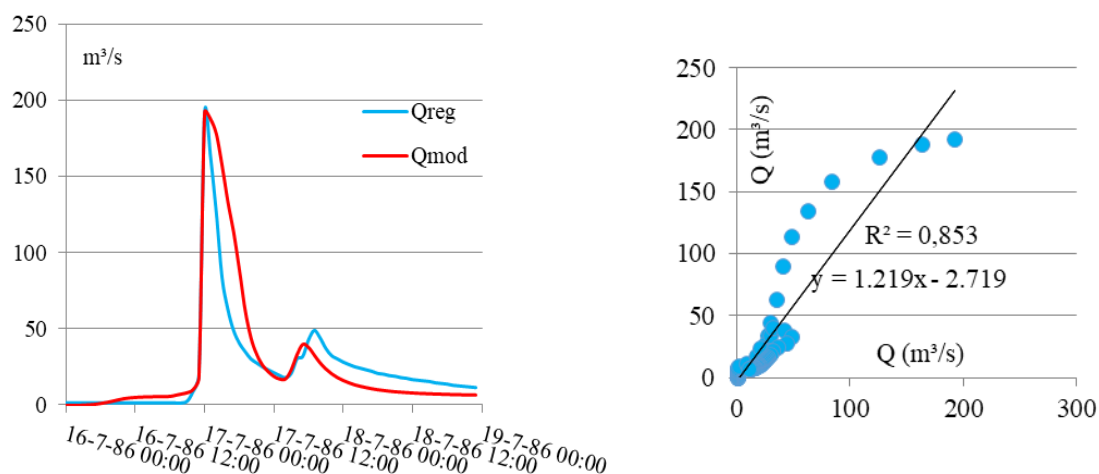 250
m³/s
200
Qreg
Qmod
150
100
50
0
16-7-86 00:00
16-7-86 12:00
17-7-86 00:00
17-7-86 12:00
18-7-86 00:00
18-7-86 12:00
19-7-86 00:00
250
Q (m³/s)
200
150
R² = 0,853
100
y = 1.219x - 2.719
50
Q (m³/s)
0
0 100 200 300